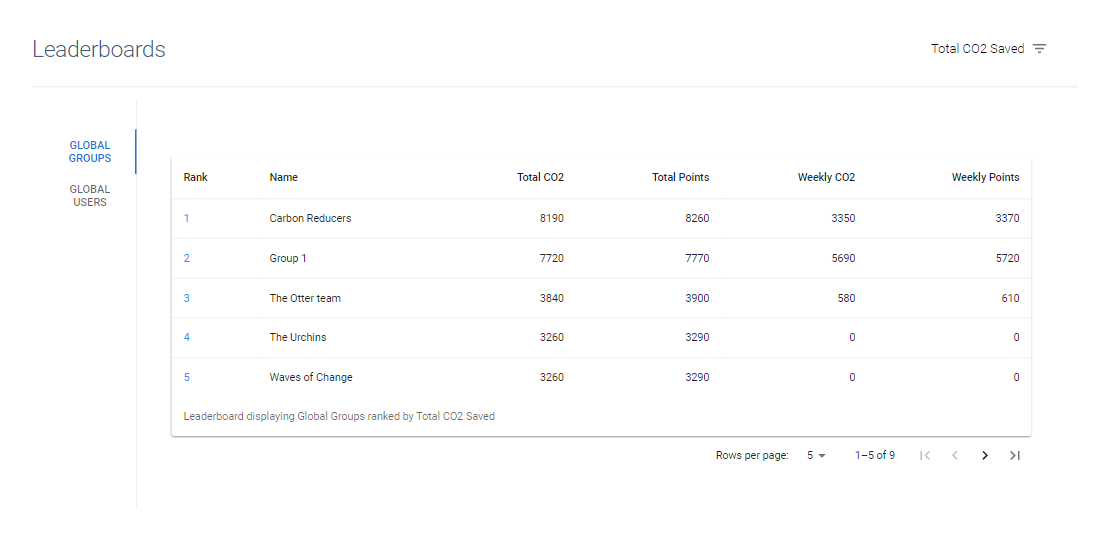 Leaderboards
Total CO2 Saved
GLOBAL
GROUPS
GLOBAL
USERS
Rank Name Total CO2 Total Points Weekly CO2 Weekly Points
1 Carbon Reducers 8190 8260 3350 3370
2 Group 1 7720 7770 5690 5720
3 The Otter team 3840 3900 580 610
4 The Urchins 3260 3290 0 0
5 Waves of Change 3260 3290 0 0
Leaderboard displaying Global Groups ranked by Total CO2 Saved
Rows per page: 5 1–5 of 9